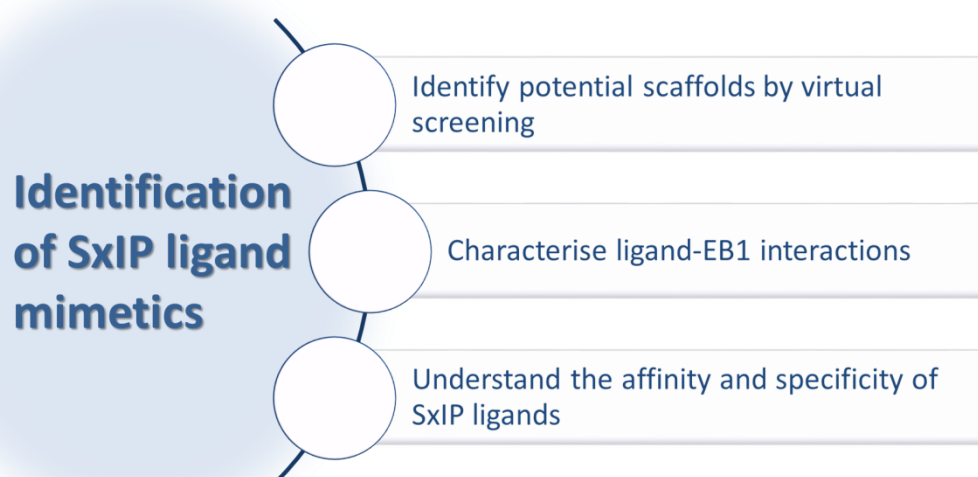 Identification
of SxIP ligand
mimetics
Identify potential scaffolds by virtual
screening
Characterise ligand-EB1 interactions
Understand the affinity and specificity of
SxIP ligands